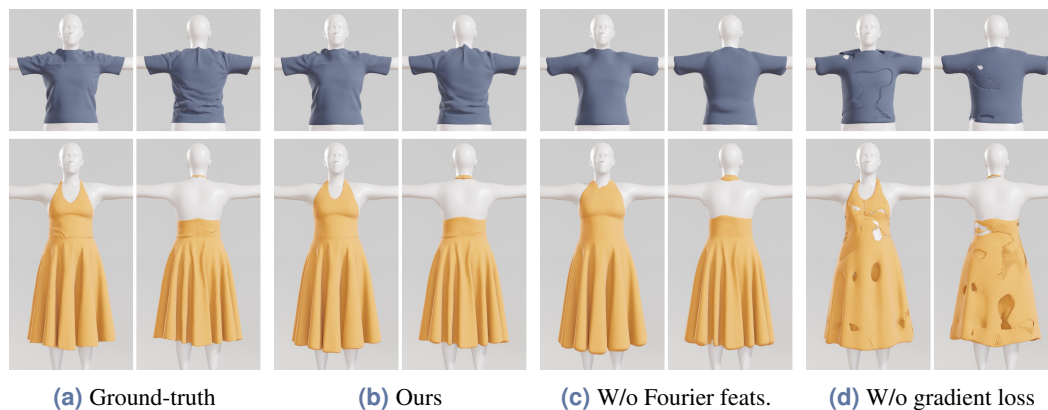 (a) Ground-truth
(b) Ours
(c) W/o Fourier feats.
(d) W/o gradient loss